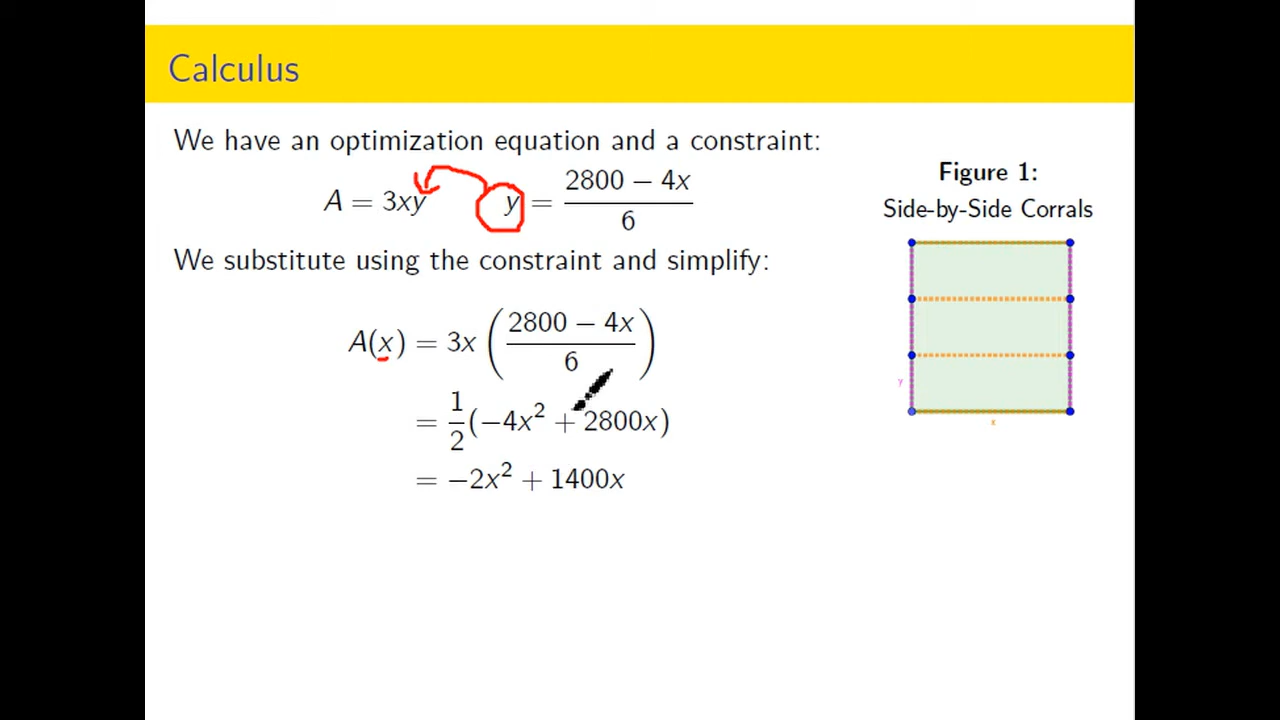 Calculus
We have an optimization equation and a constraint:
A = 3xy  y = (2800 − 4x)/6
We substitute using the constraint and simplify:
A(x) = 3x ((2800 − 4x)/6)
= 1/2(−4x² + 2800x)
= −2x² + 1400x
Figure 1:
Side-by-Side Corrals
y
x